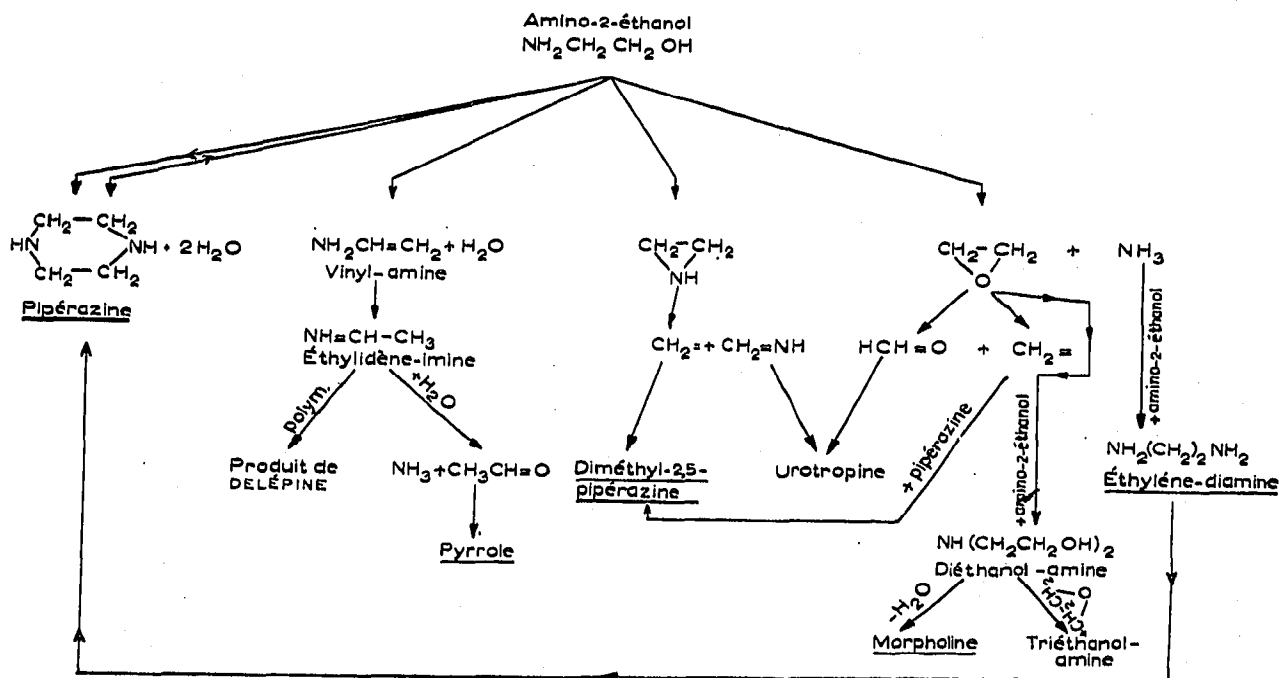 Amino-2-éthanol
NH₂CH₂CH₂OH
CH₂-CH₂
HN NH + 2H₂O
CH₂-CH₂
Pipérazine
NH₂CH=CH₂+H₂O
Vinyl-amine
CH₂-CH₂
NH
CH₂-CH₂ + NH₃
O
NH=CH-CH₃
Éthylidène-imine
CH₂=+CH₂=NH
HCH=O + CH₂=
+amino-2-éthanol
polym.
+H₂O
Produit de
DELÉPINE
NH₃+CH₃CH=O
Diméthyl-2,5-
pipérazine
Urotropine
+ pipérazine
+amino-2-éthanol
NH₂(CH₂)₂NH₂
Éthyléne-diamine
Pyrrole
NH(CH₂CH₂OH)₂
Diéthanol-amine
-H₂O
CH₂-CH₂
O
Morpholine
Triéthanol-
amine